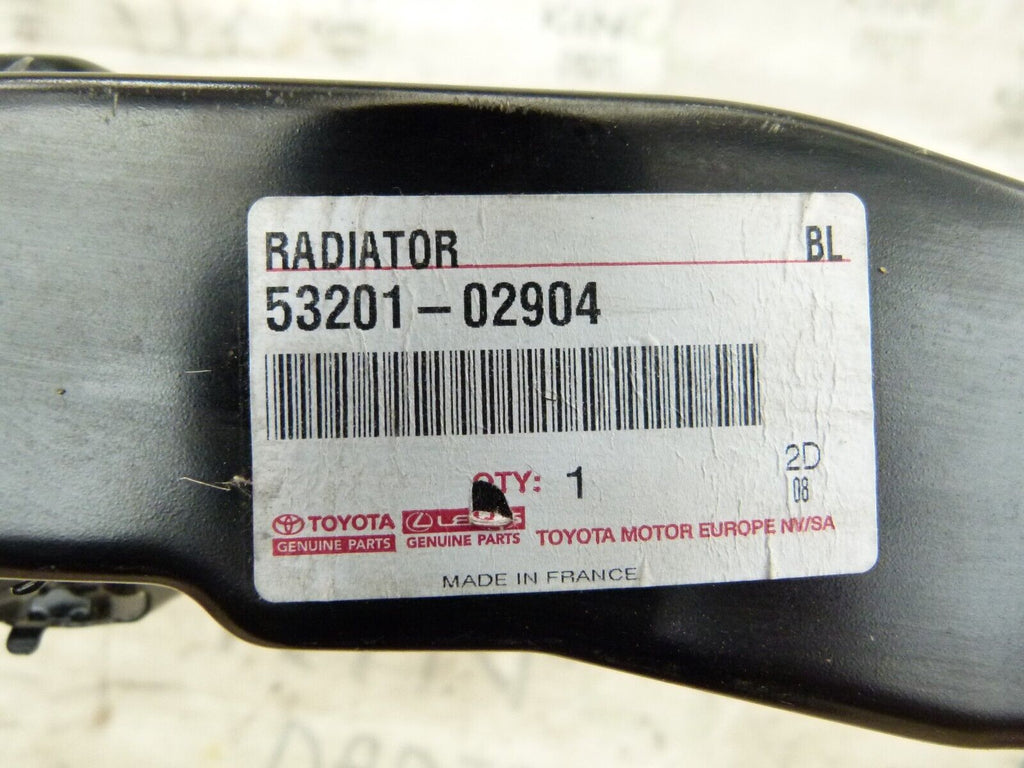 RADIATOR BL
53201-02904
QTY: 1
2D
08
TOYOTA LEXUS
GENUINE PARTS GENUINE PARTS TOYOTA MOTOR EUROPE NV/SA
MADE IN FRANCE